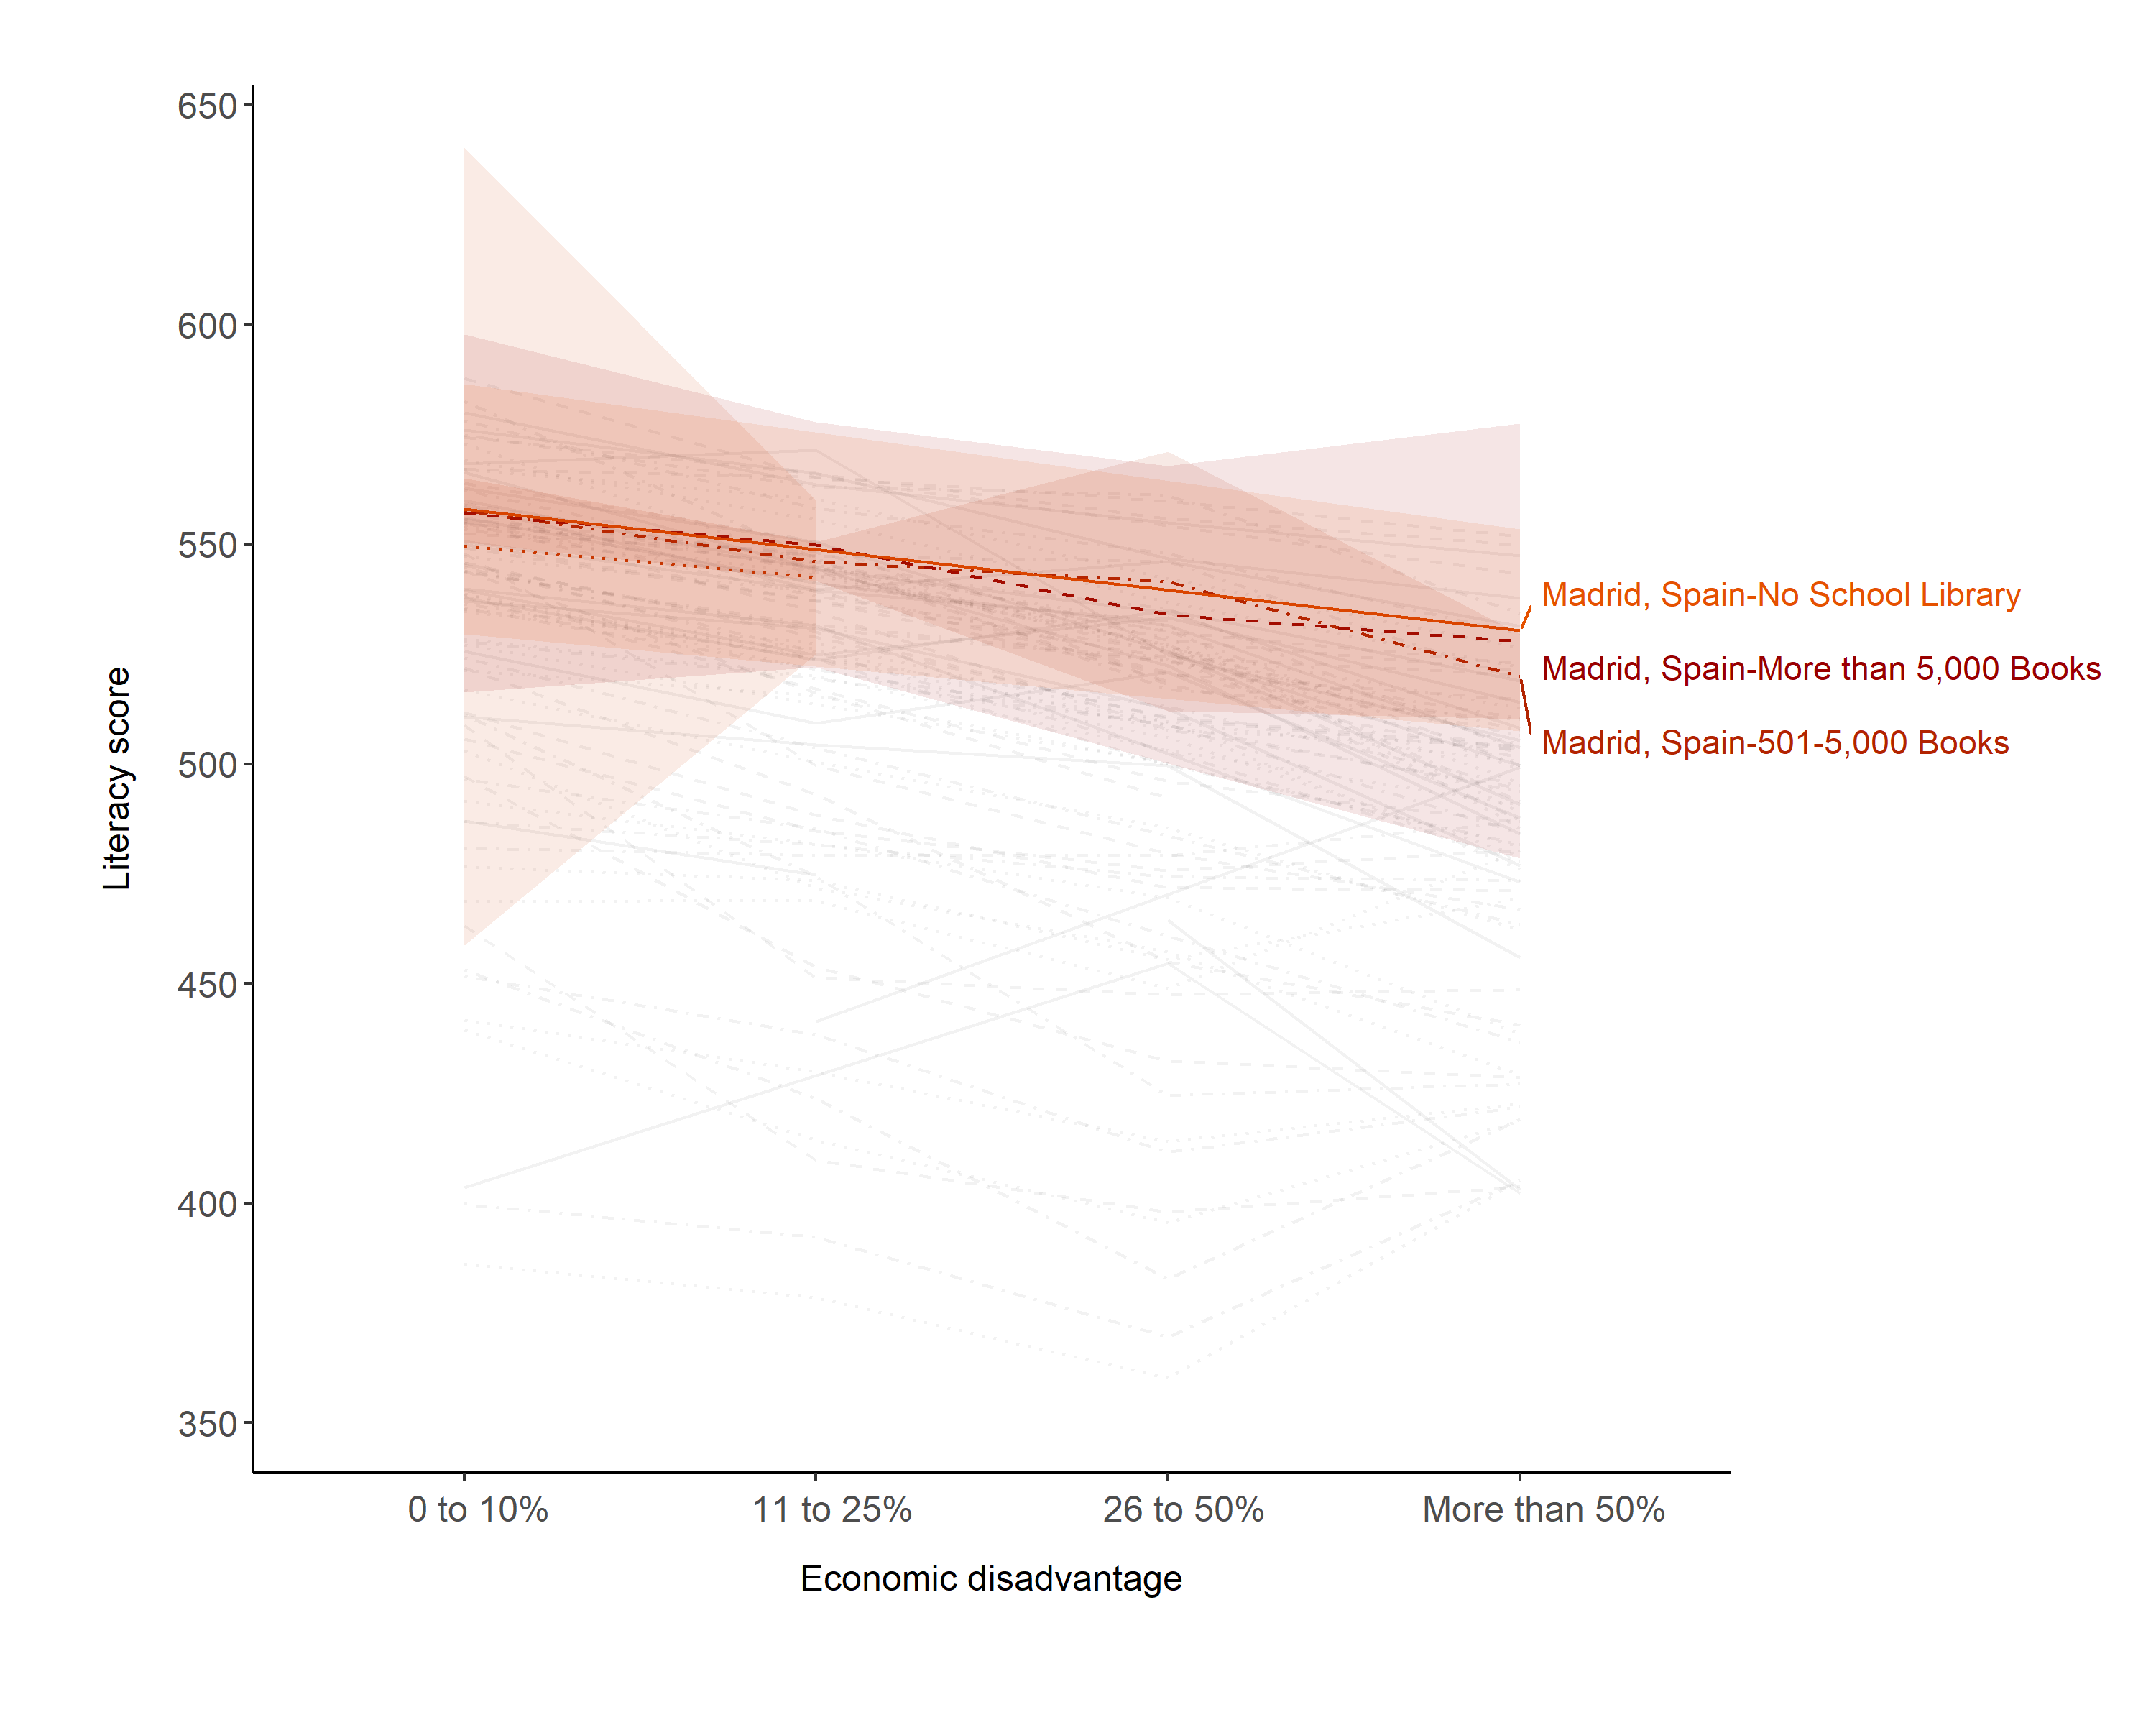 650
600
550
500
450
400
350
Literacy score
0 to 10%
11 to 25%
26 to 50%
More than 50%
Economic disadvantage
Madrid, Spain-No School Library
Madrid, Spain-More than 5,000 Books
Madrid, Spain-501-5,000 Books